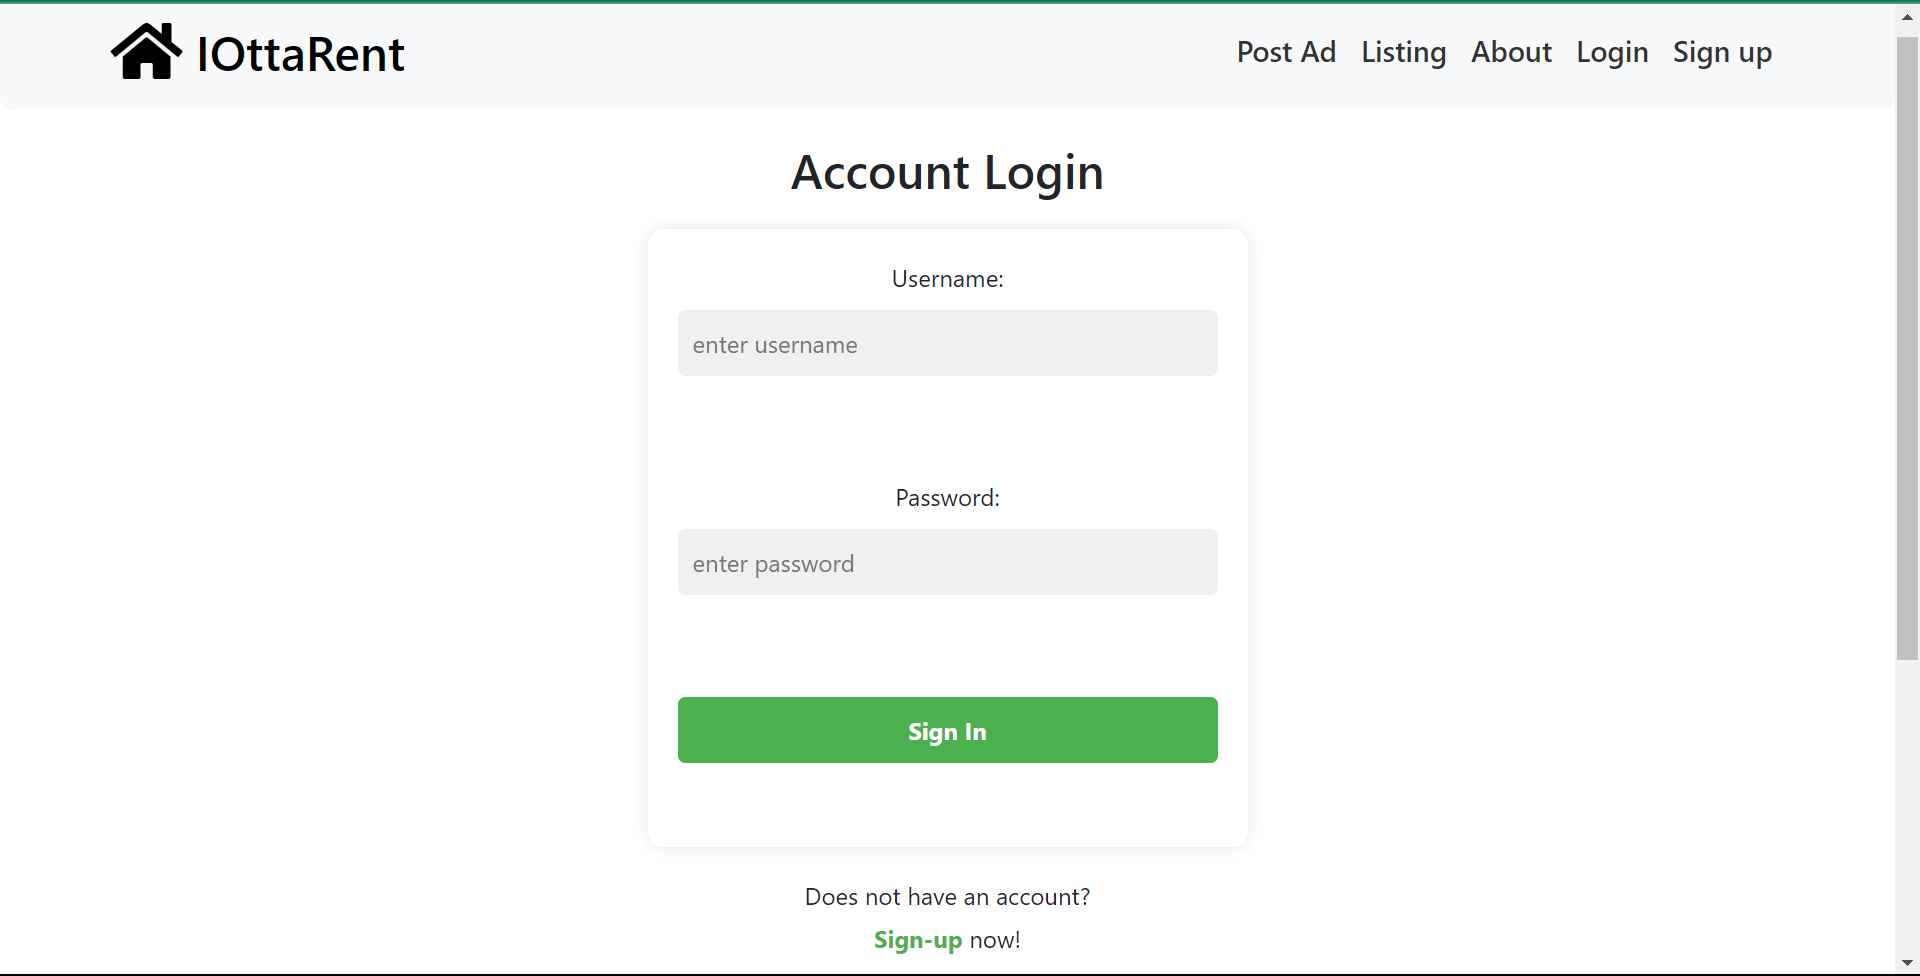 IOttaRent
Post Ad Listing About Login Sign up
Account Login
Username:
enter username
Password:
enter password
Sign In
Does not have an account?
Sign-up now!